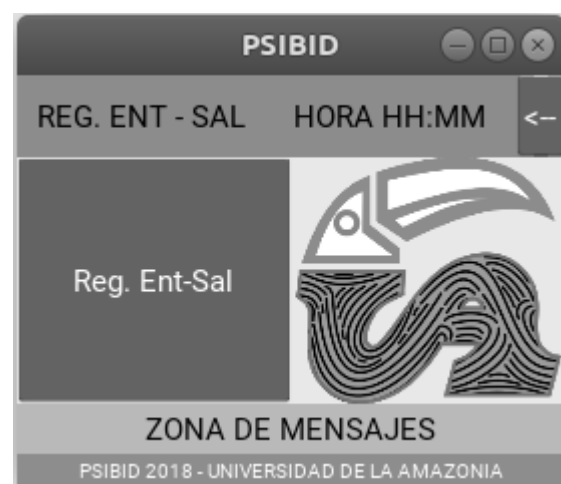 PSIBID
REG. ENT - SAL HORA HH:MM <--
Reg. Ent-Sal
ZONA DE MENSAJES
PSIBID 2018 - UNIVERSIDAD DE LA AMAZONIA